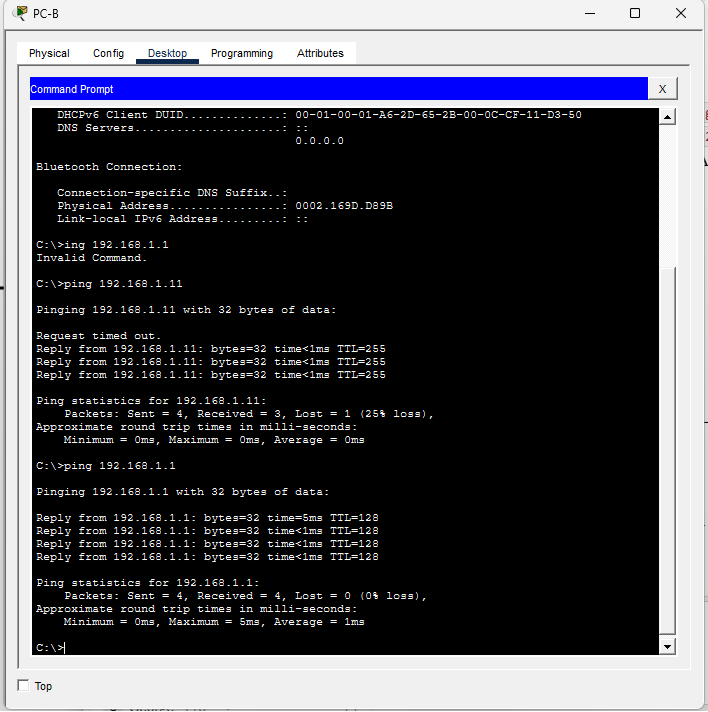 PC-B
Physical Config Desktop Programming Attributes
Command Prompt X
DHCPv6 Client DUID..............: 00-01-00-01-A6-2D-65-2B-00-0C-CF-11-D3-50
DNS Servers.....................: ::
0.0.0.0
Bluetooth Connection:
Connection-specific DNS Suffix..:
Physical Address................: 0002.169D.D89B
Link-local IPv6 Address.........: ::
C:\>ing 192.168.1.1
Invalid Command.
C:\>ping 192.168.1.11
Pinging 192.168.1.11 with 32 bytes of data:
Request timed out.
Reply from 192.168.1.11: bytes=32 time<1ms TTL=255
Reply from 192.168.1.11: bytes=32 time<1ms TTL=255
Reply from 192.168.1.11: bytes=32 time<1ms TTL=255
Ping statistics for 192.168.1.11:
Packets: Sent = 4, Received = 3, Lost = 1 (25% loss),
Approximate round trip times in milli-seconds:
Minimum = 0ms, Maximum = 0ms, Average = 0ms
C:\>ping 192.168.1.1
Pinging 192.168.1.1 with 32 bytes of data:
Reply from 192.168.1.1: bytes=32 time=5ms TTL=128
Reply from 192.168.1.1: bytes=32 time<1ms TTL=128
Reply from 192.168.1.1: bytes=32 time<1ms TTL=128
Reply from 192.168.1.1: bytes=32 time<1ms TTL=128
Ping statistics for 192.168.1.1:
Packets: Sent = 4, Received = 4, Lost = 0 (0% loss),
Approximate round trip times in milli-seconds:
Minimum = 0ms, Maximum = 5ms, Average = 1ms
C:\>
Top